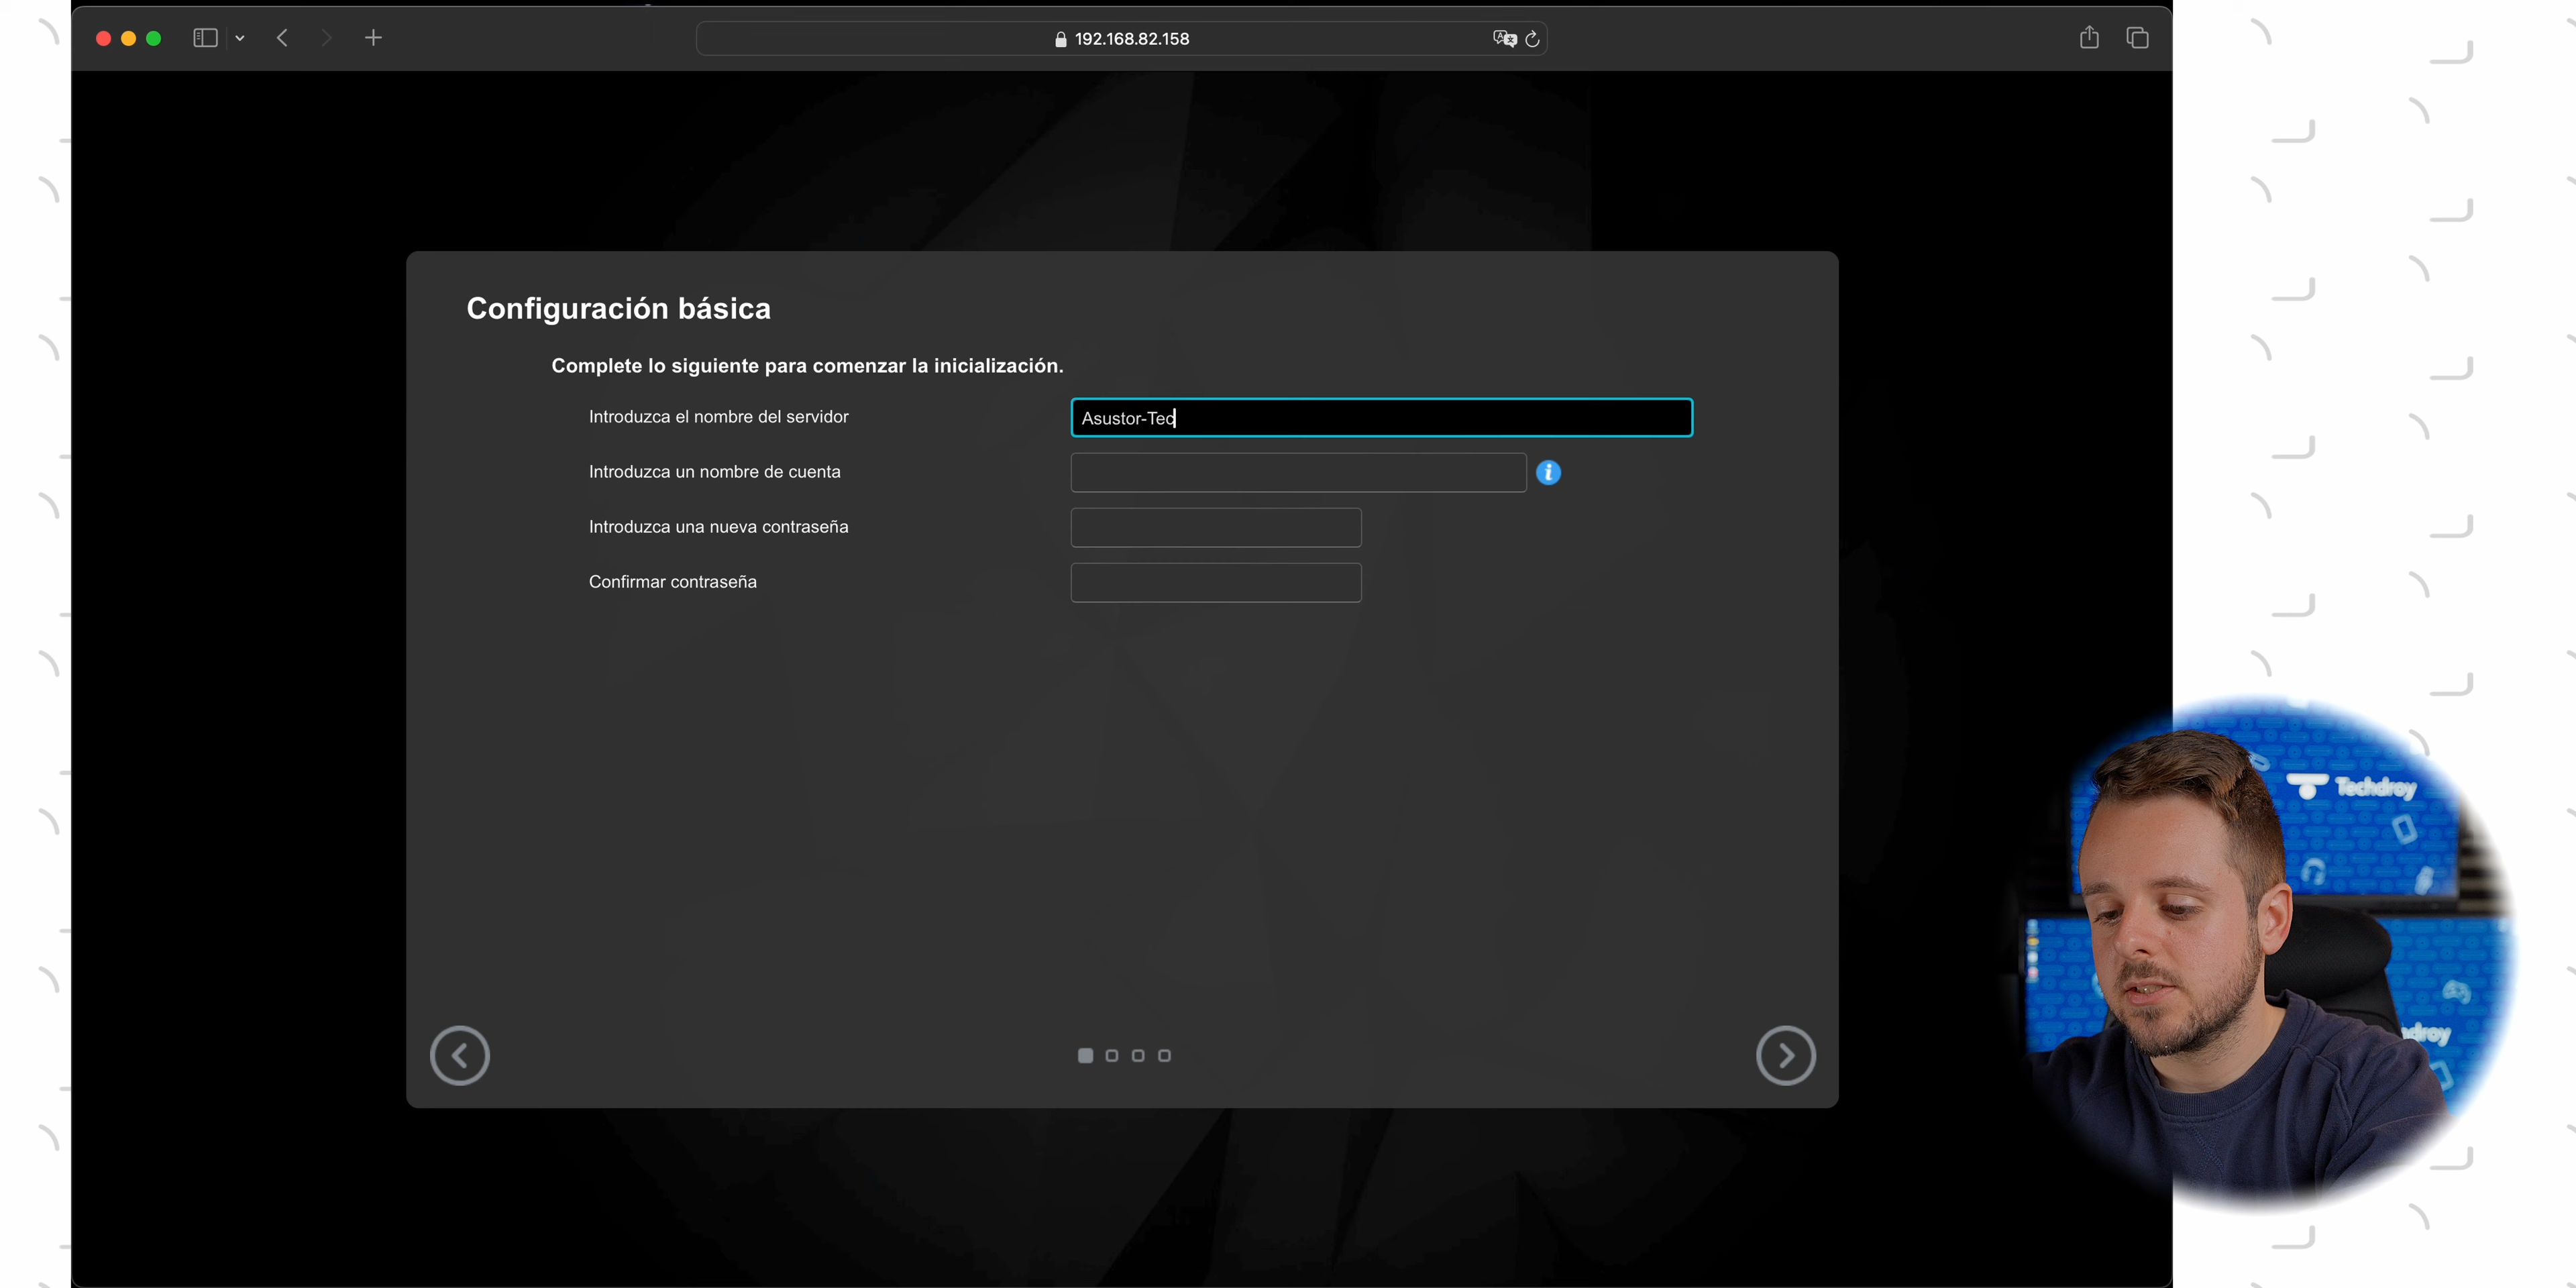 192.168.82.158
Configuración básica
Complete lo siguiente para comenzar la inicialización.
Introduzca el nombre del servidor
Asustor-Tec
Introduzca un nombre de cuenta
Introduzca una nueva contraseña
Confirmar contraseña
Techdroy